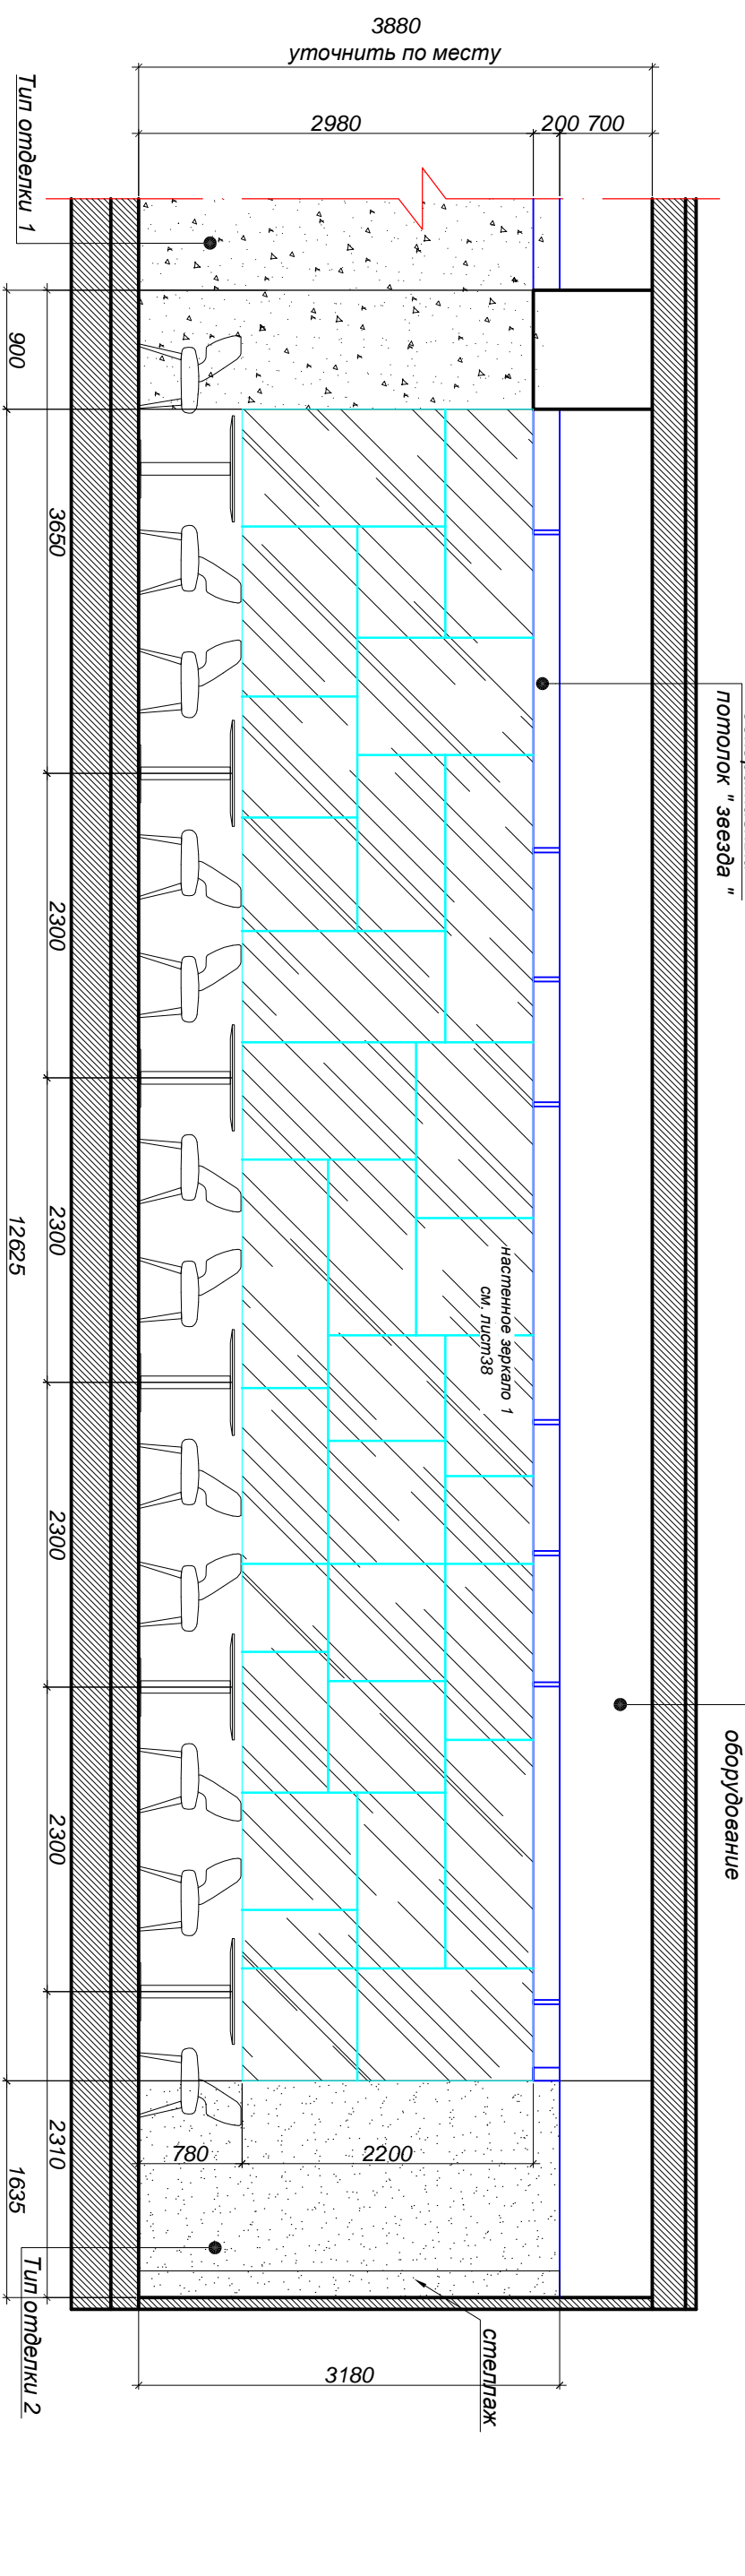 3880
уточнить по месту
2980
200
700
Тип отделки 1
потолок " звезда "
оборудование
настенное зеркало 1
см. лист38
900
3650
2300
2300
2300
2300
2310
12625
1635
780
2200
3180
стеллаж
Тип отделки 2